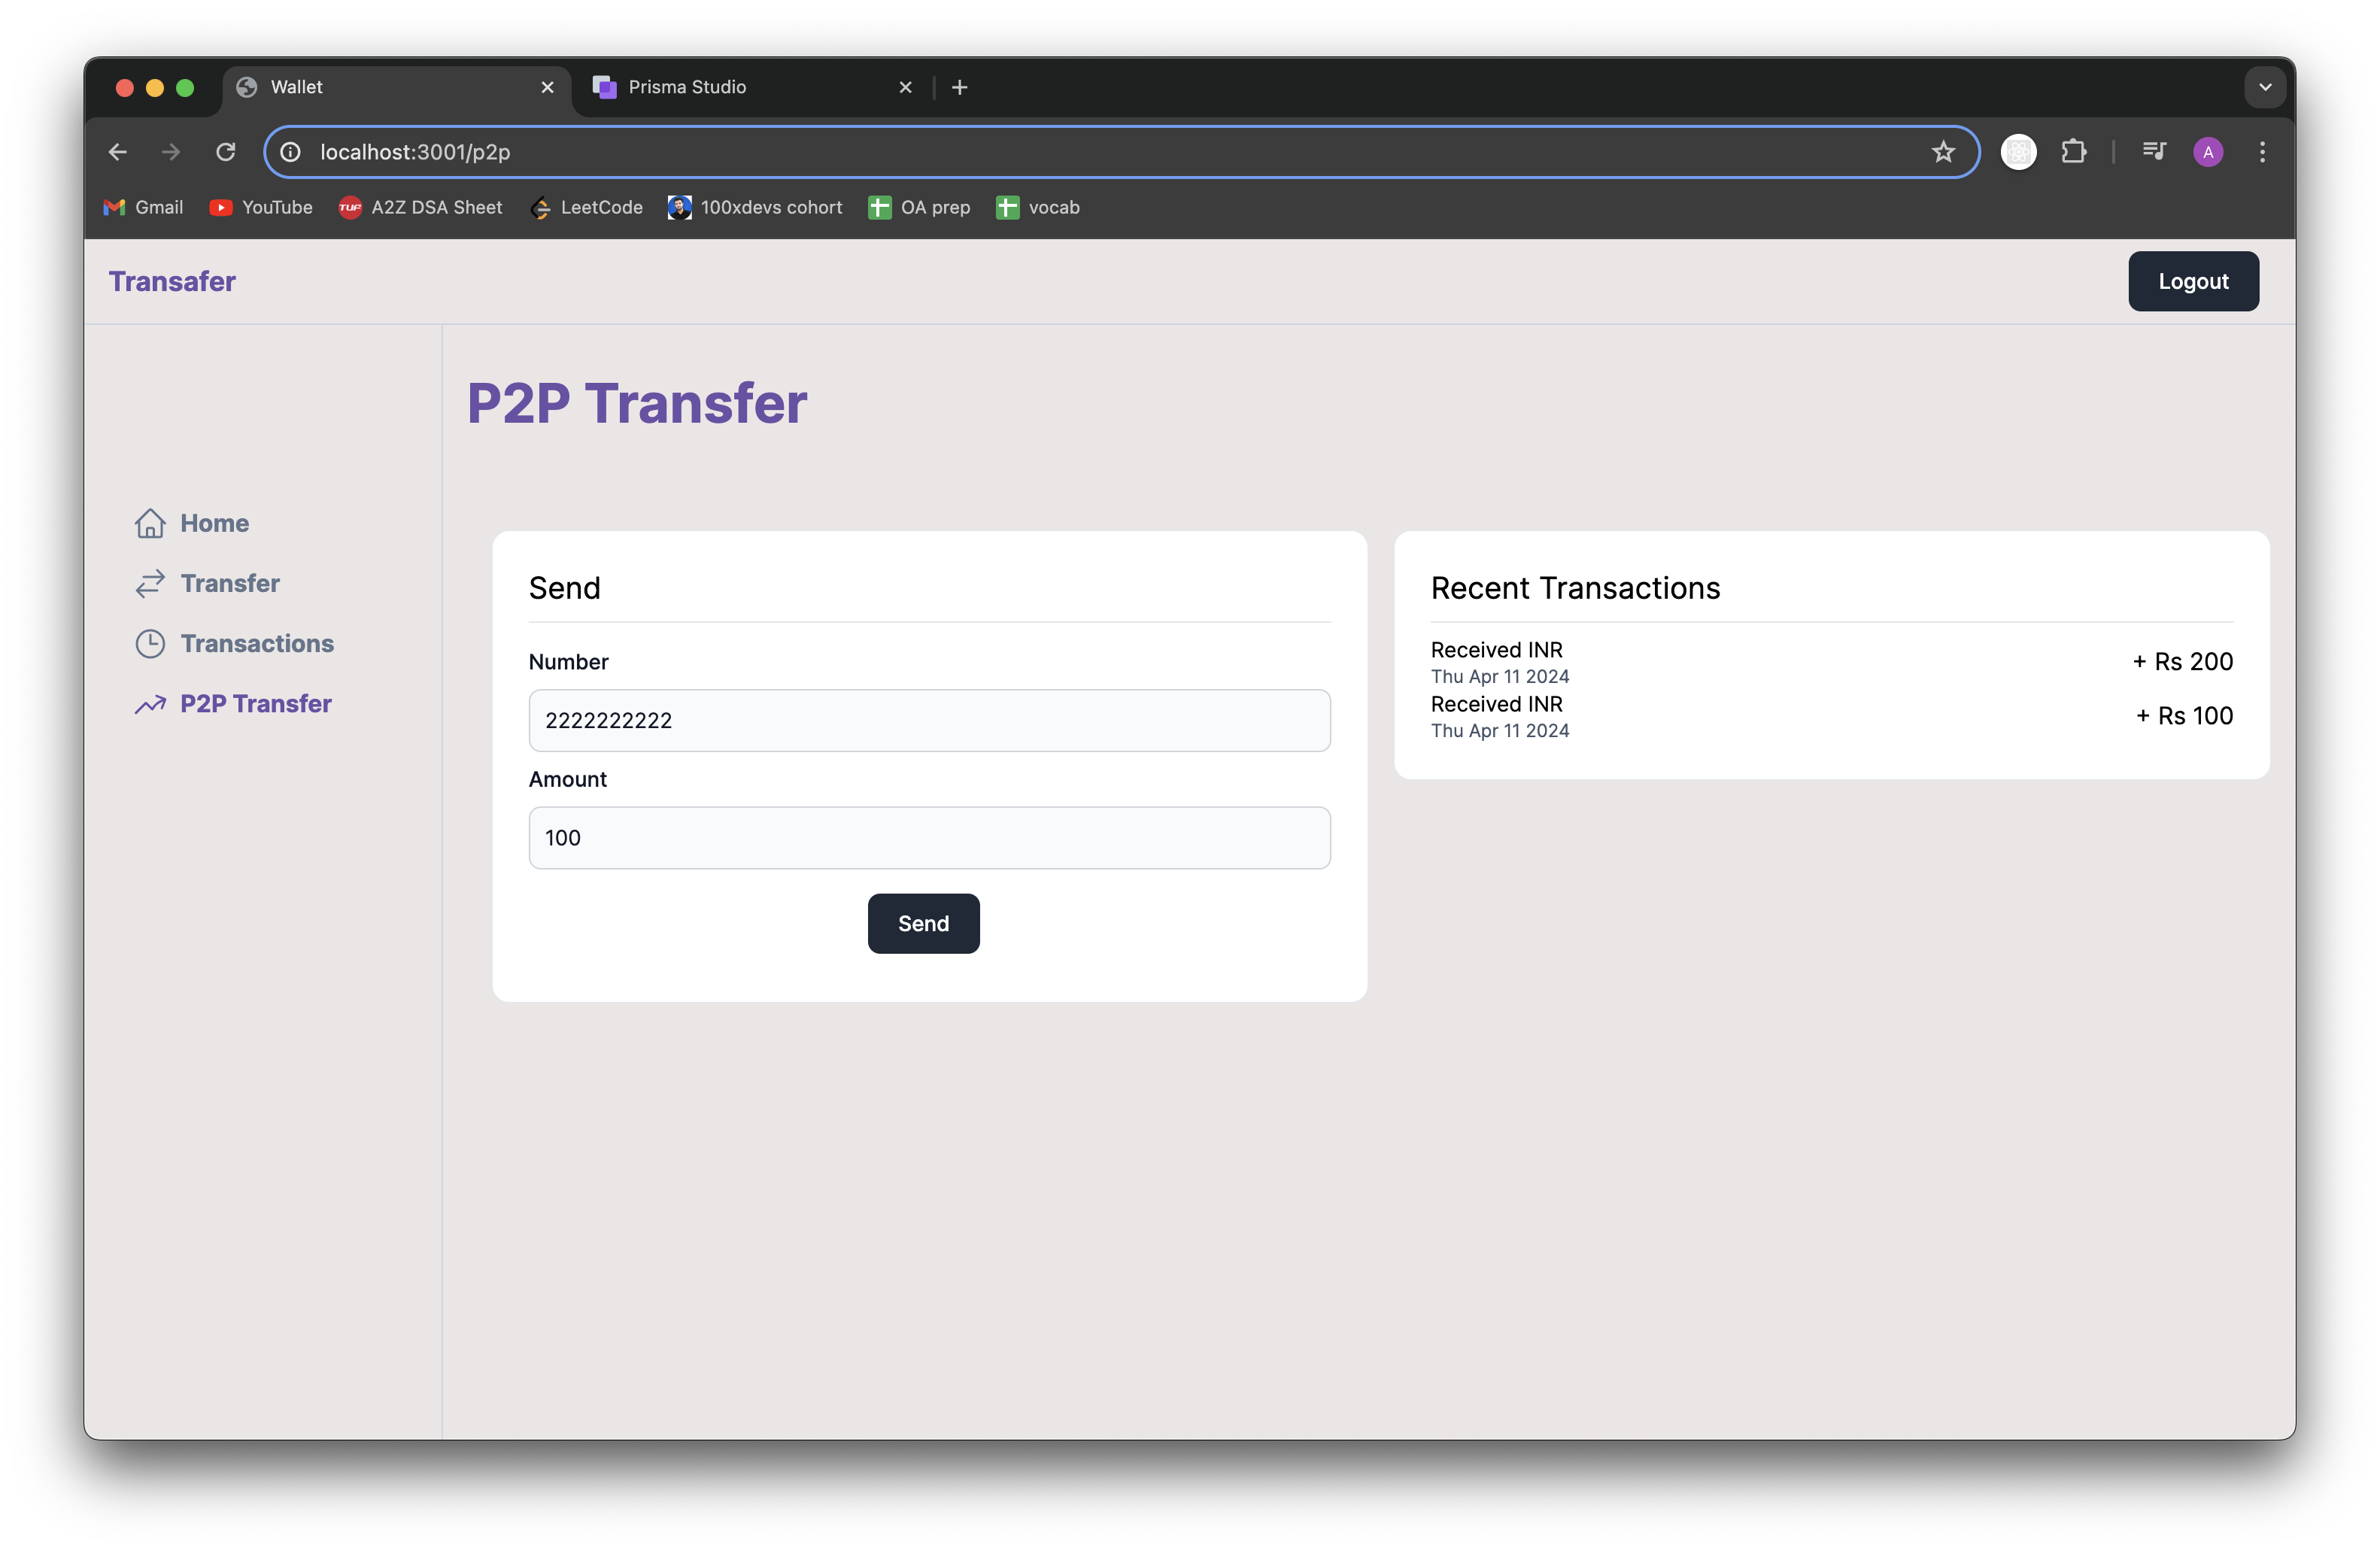 Wallet
Prisma Studio
localhost:3001/p2p
A
Gmail
YouTube
TUF A2Z DSA Sheet
LeetCode
100xdevs cohort
OA prep
vocab
Transafer
Logout
P2P Transfer
Home
Transfer
Transactions
P2P Transfer
Send
Number
2222222222
Amount
100
Send
Recent Transactions
Received INR
Thu Apr 11 2024
+ Rs 200
Received INR
Thu Apr 11 2024
+ Rs 100